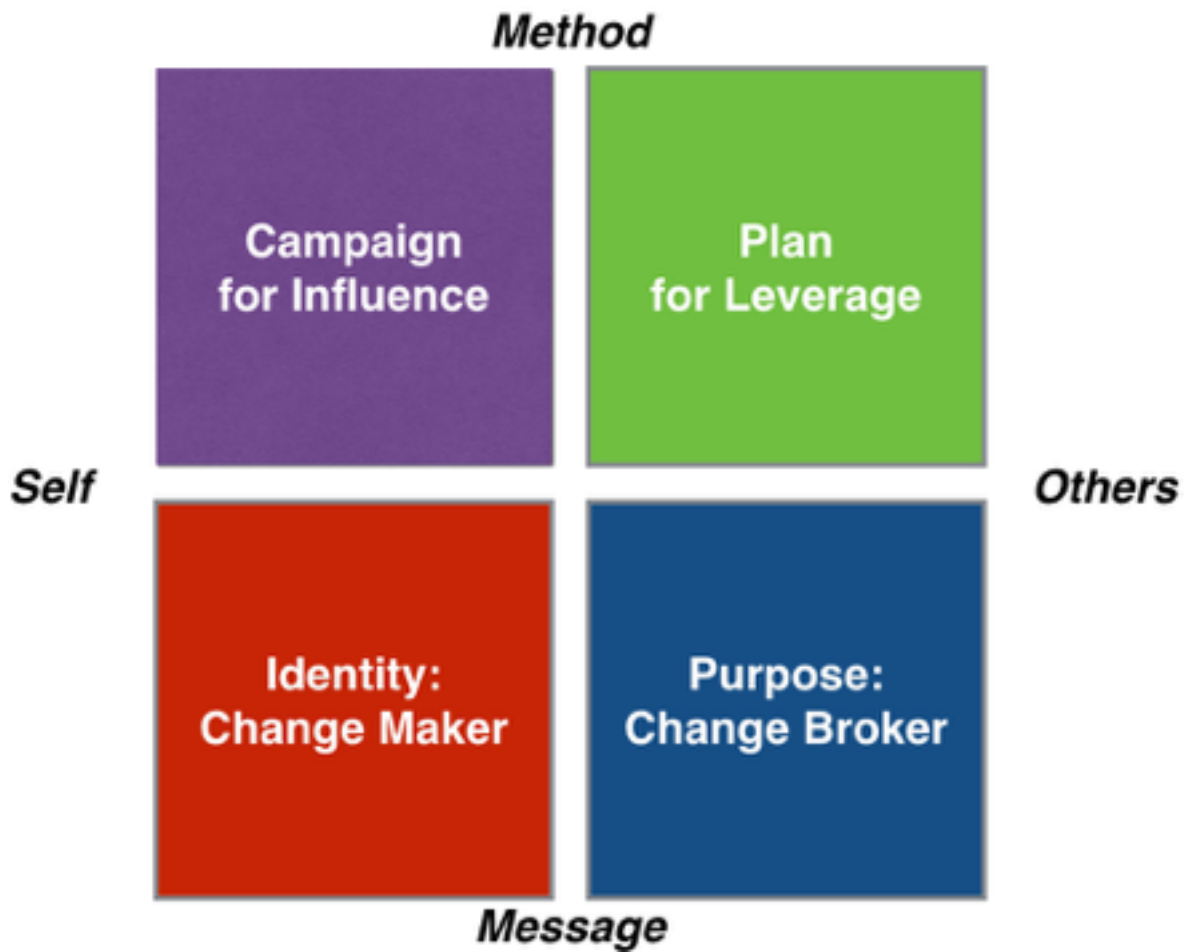 Method
Campaign
for Influence
Plan
for Leverage
Self
Others
Identity:
Change Maker
Purpose:
Change Broker
Message